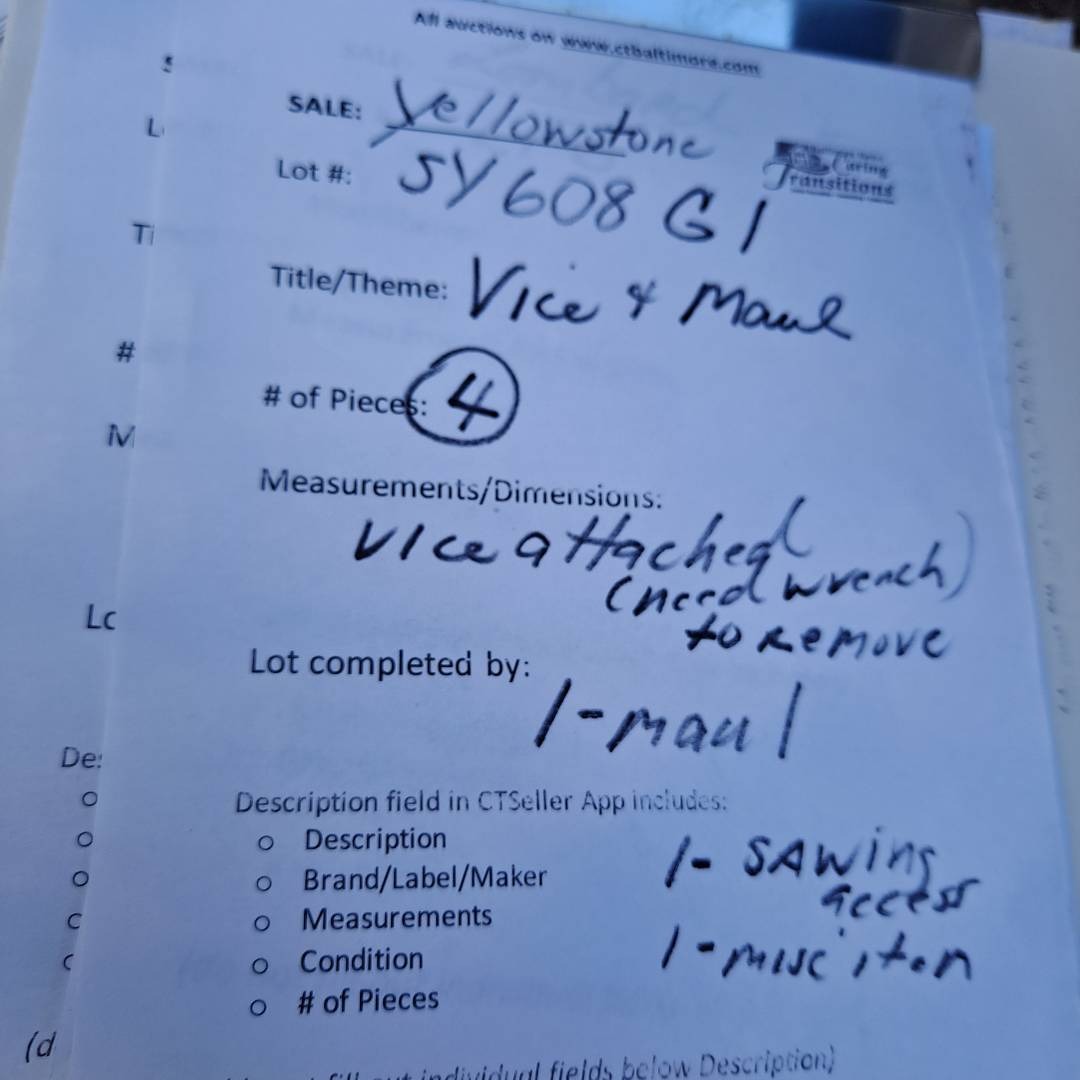 All auctions on www.ctbaltimore.com
SALE: Yellowstone
Caring
Transitions
Lot #: SY608 G1
Title/Theme: Vice & Maul
# of Pieces: 4
Measurements/Dimensions:
Vice attached
(need wrench)
to remove
Lot completed by:
1-maul
Description field in CTSeller App includes:
o Description
1- SAWing
access
o Brand/Label/Maker
o Measurements
1-misc item
o Condition
o # of Pieces
individual fields below Description)
L
Ti
#
M
Lo
Des
(d